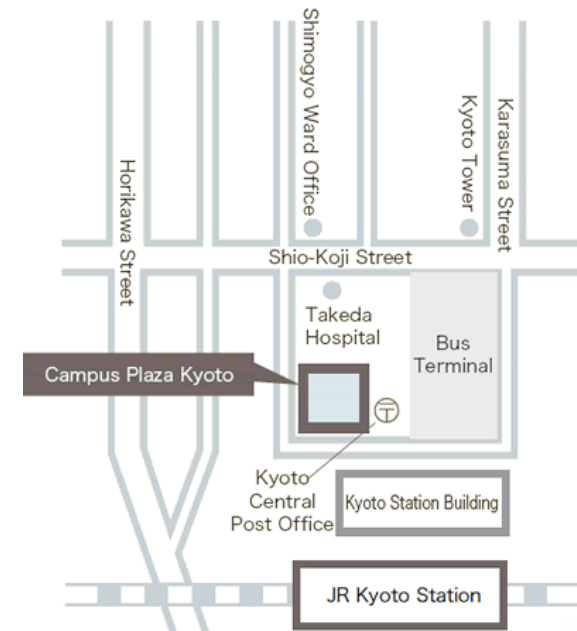 Shimogyo Ward Office
Kyoto Tower
Karasuma Street
Horikawa Street
Shio-Koji Street
Takeda
Hospital
Bus
Terminal
Campus Plaza Kyoto
〒
Kyoto
Central
Post Office
Kyoto Station Building
JR Kyoto Station